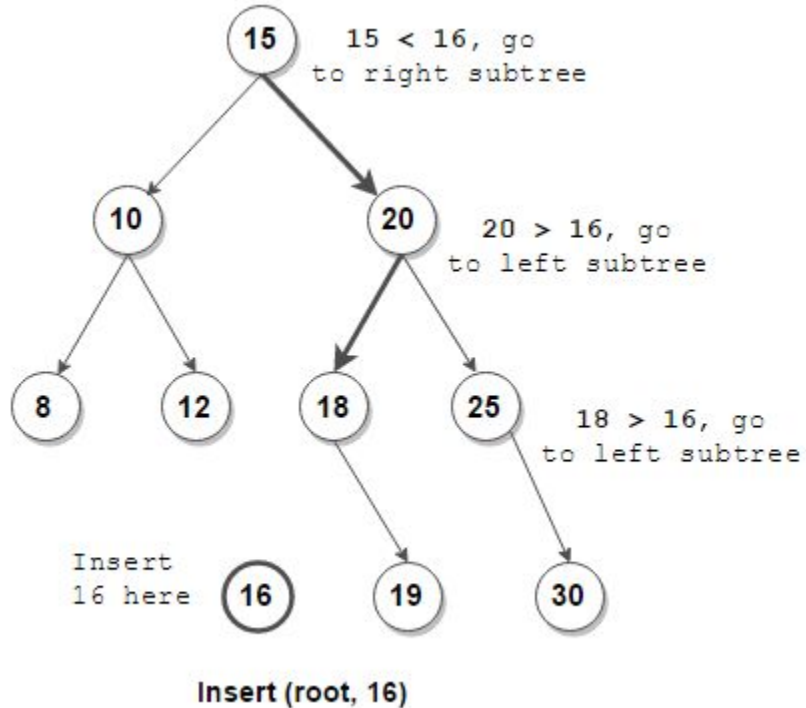 15
15 < 16, go
to right subtree
10
20
20 > 16, go
to left subtree
8
12
18
25
18 > 16, go
to left subtree
Insert
16 here
16
19
30
Insert (root, 16)